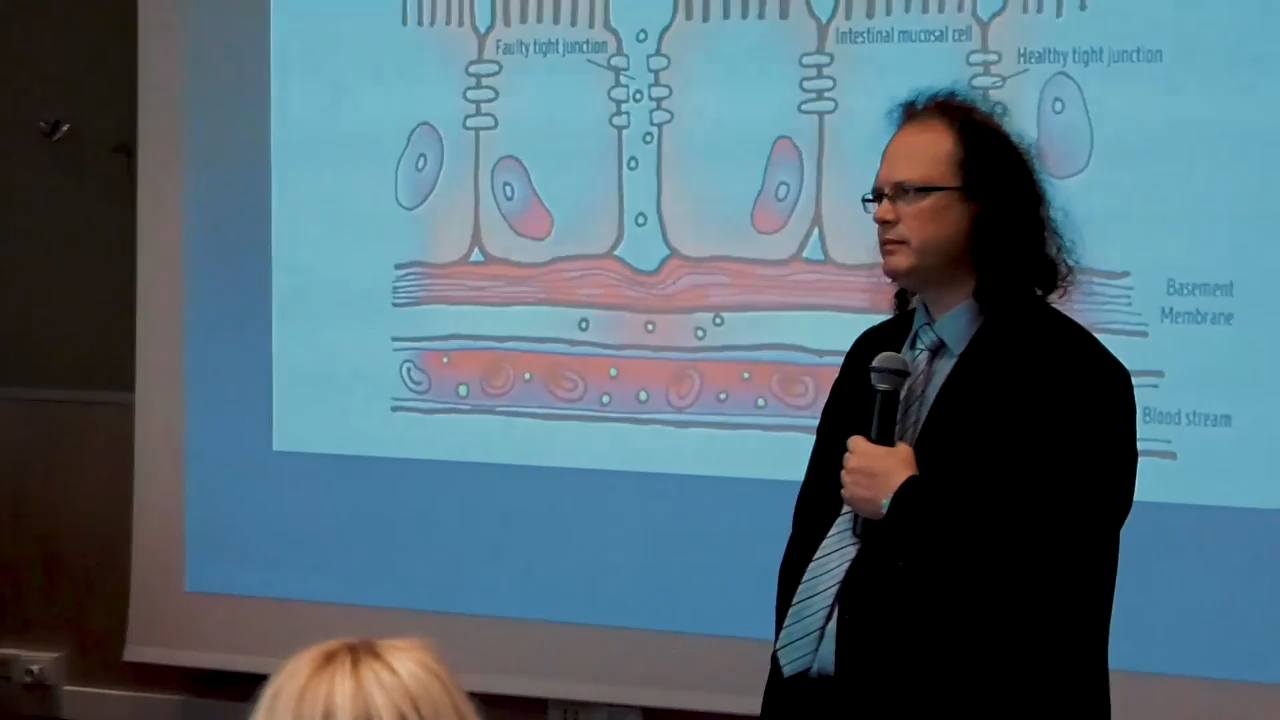 Faulty tight junction
Intestinal mucosal cell
Healthy tight junction
Basement
Membrane
Blood stream